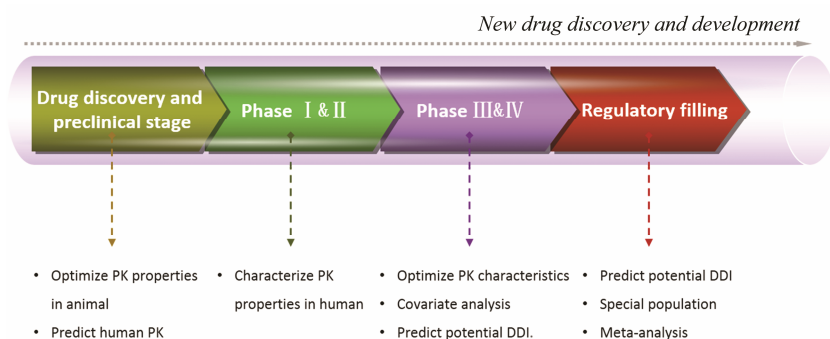 New drug discovery and development
Drug discovery and
preclinical stage
Phase Ⅰ & Ⅱ
Phase Ⅲ&Ⅳ
Regulatory filling
• Optimize PK properties
in animal
• Predict human PK
• Characterize PK
properties in human
• Optimize PK characteristics
• Covariate analysis
• Predict potential DDI.
• Predict potential DDI
• Special population
• Meta-analysis